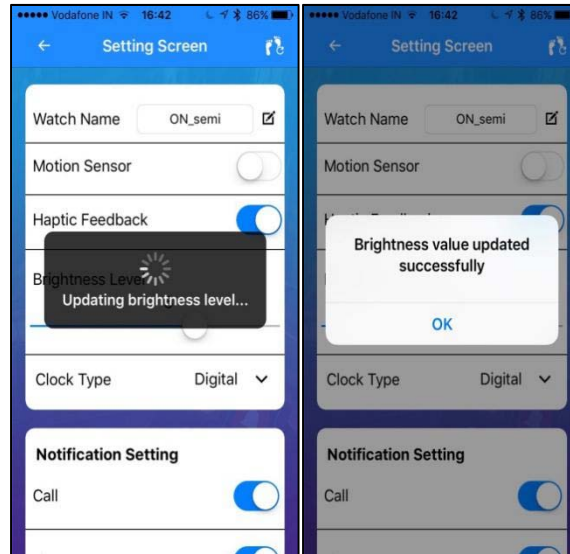 Vodafone IN 16:42 86%
Setting Screen
Watch Name ON_semi
Motion Sensor
Haptic Feedback
Brightness Level
Updating brightness level...
Clock Type Digital
Notification Setting
Call
Vodafone IN 16:42 86%
Setting Screen
Watch Name ON_semi
Motion Sensor
Brightness value updated
successfully
OK
Clock Type Digital
Notification Setting
Call